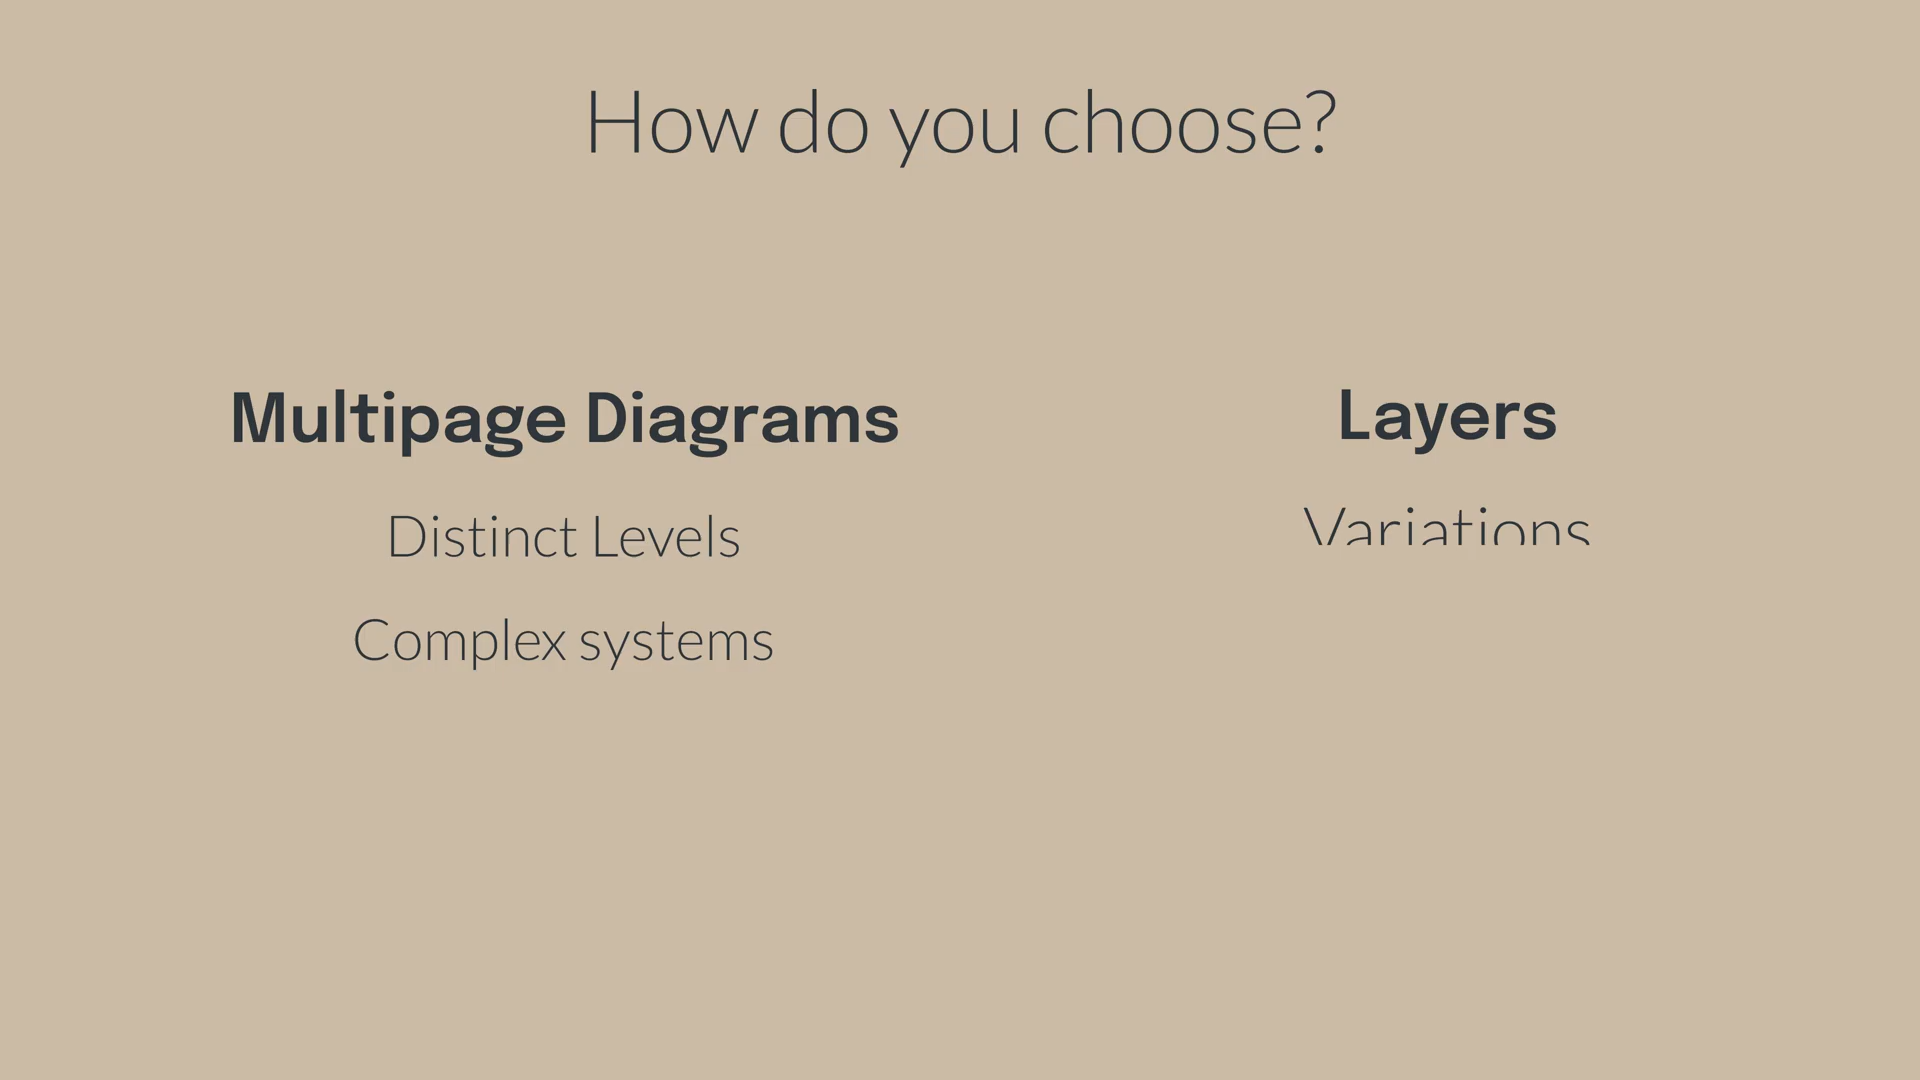 How do you choose?
Multipage Diagrams
Distinct Levels
Complex systems
Layers
Variations